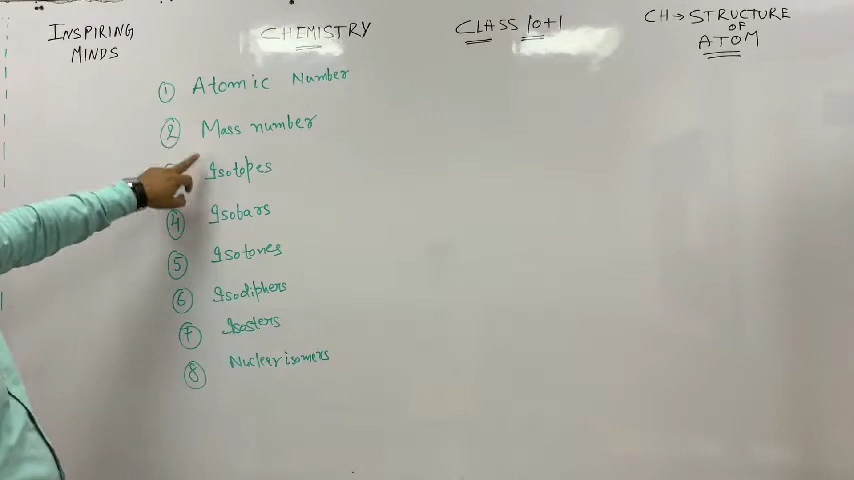 INSPIRING
MINDS
CHEMISTRY
CLASS 10+1
CH → STRUCTURE
OF
ATOM
1 Atomic Number
2 Mass number
Isotopes
4 Isobars
5 Isotones
6 Isodiphers
7 Isosters
8 Nuclear isomers